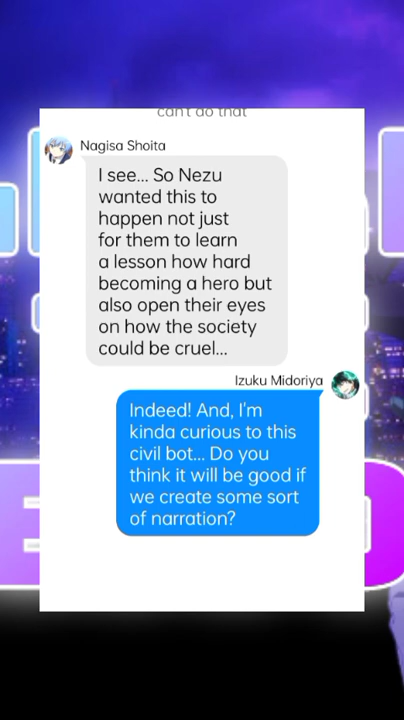 can't do that
Nagisa Shoita
I see... So Nezu
wanted this to
happen not just
for them to learn
a lesson how hard
becoming a hero but
also open their eyes
on how the society
could be cruel...
Izuku Midoriya
Indeed! And, I'm
kinda curious to this
civil bot... Do you
think it will be good if
we create some sort
of narration?